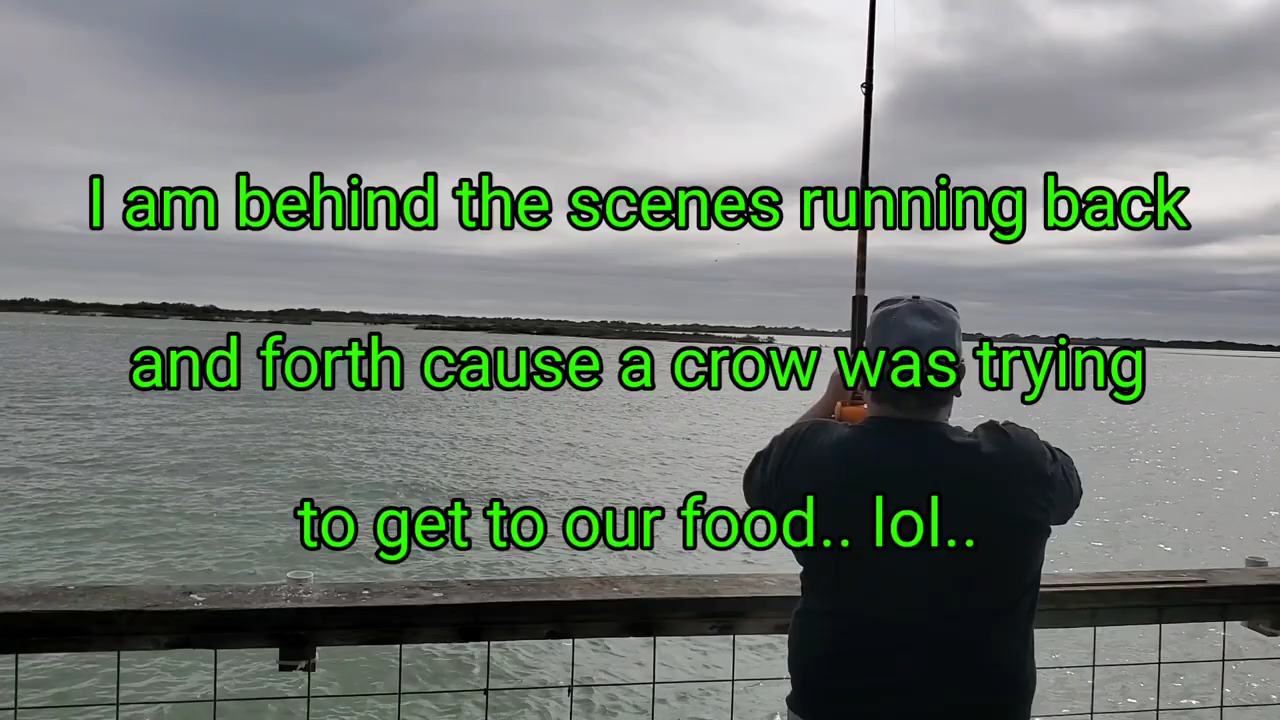 I am behind the scenes running back
and forth cause a crow was trying
to get to our food.. lol..